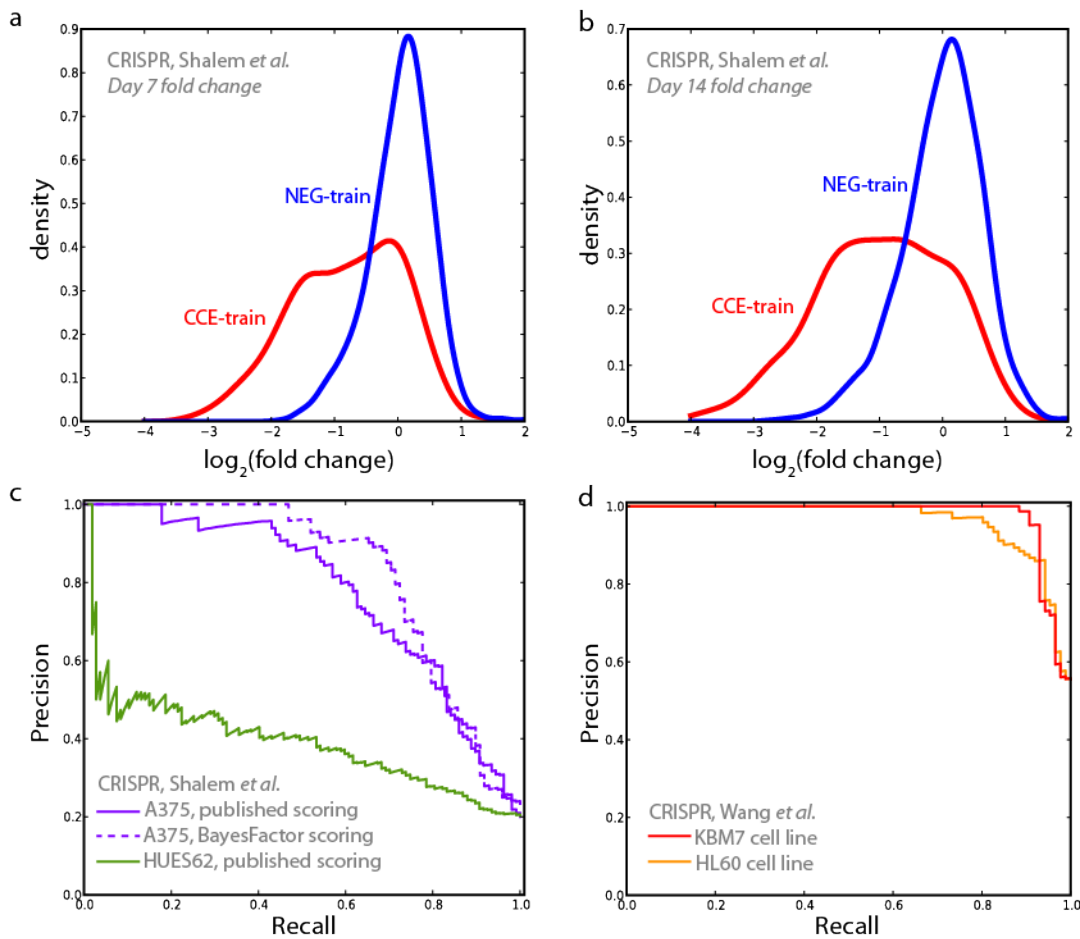 a
CRISPR, Shalem et al.
Day 7 fold change
NEG-train
CCE-train
density
0.9
0.8
0.7
0.6
0.5
0.4
0.3
0.2
0.1
0.0
−5 −4 −3 −2 −1 0 1 2
log2(fold change)
b
CRISPR, Shalem et al.
Day 14 fold change
NEG-train
CCE-train
density
0.7
0.6
0.5
0.4
0.3
0.2
0.1
0.0
−5 −4 −3 −2 −1 0 1 2
log2(fold change)
c
Precision
1.0
0.8
0.6
0.4
0.2
0.0
CRISPR, Shalem et al.
A375, published scoring
A375, BayesFactor scoring
HUES62, published scoring
0.0 0.2 0.4 0.6 0.8 1.0
Recall
d
Precision
1.0
0.8
0.6
0.4
0.2
0.0
CRISPR, Wang et al.
KBM7 cell line
HL60 cell line
0.0 0.2 0.4 0.6 0.8 1.0
Recall